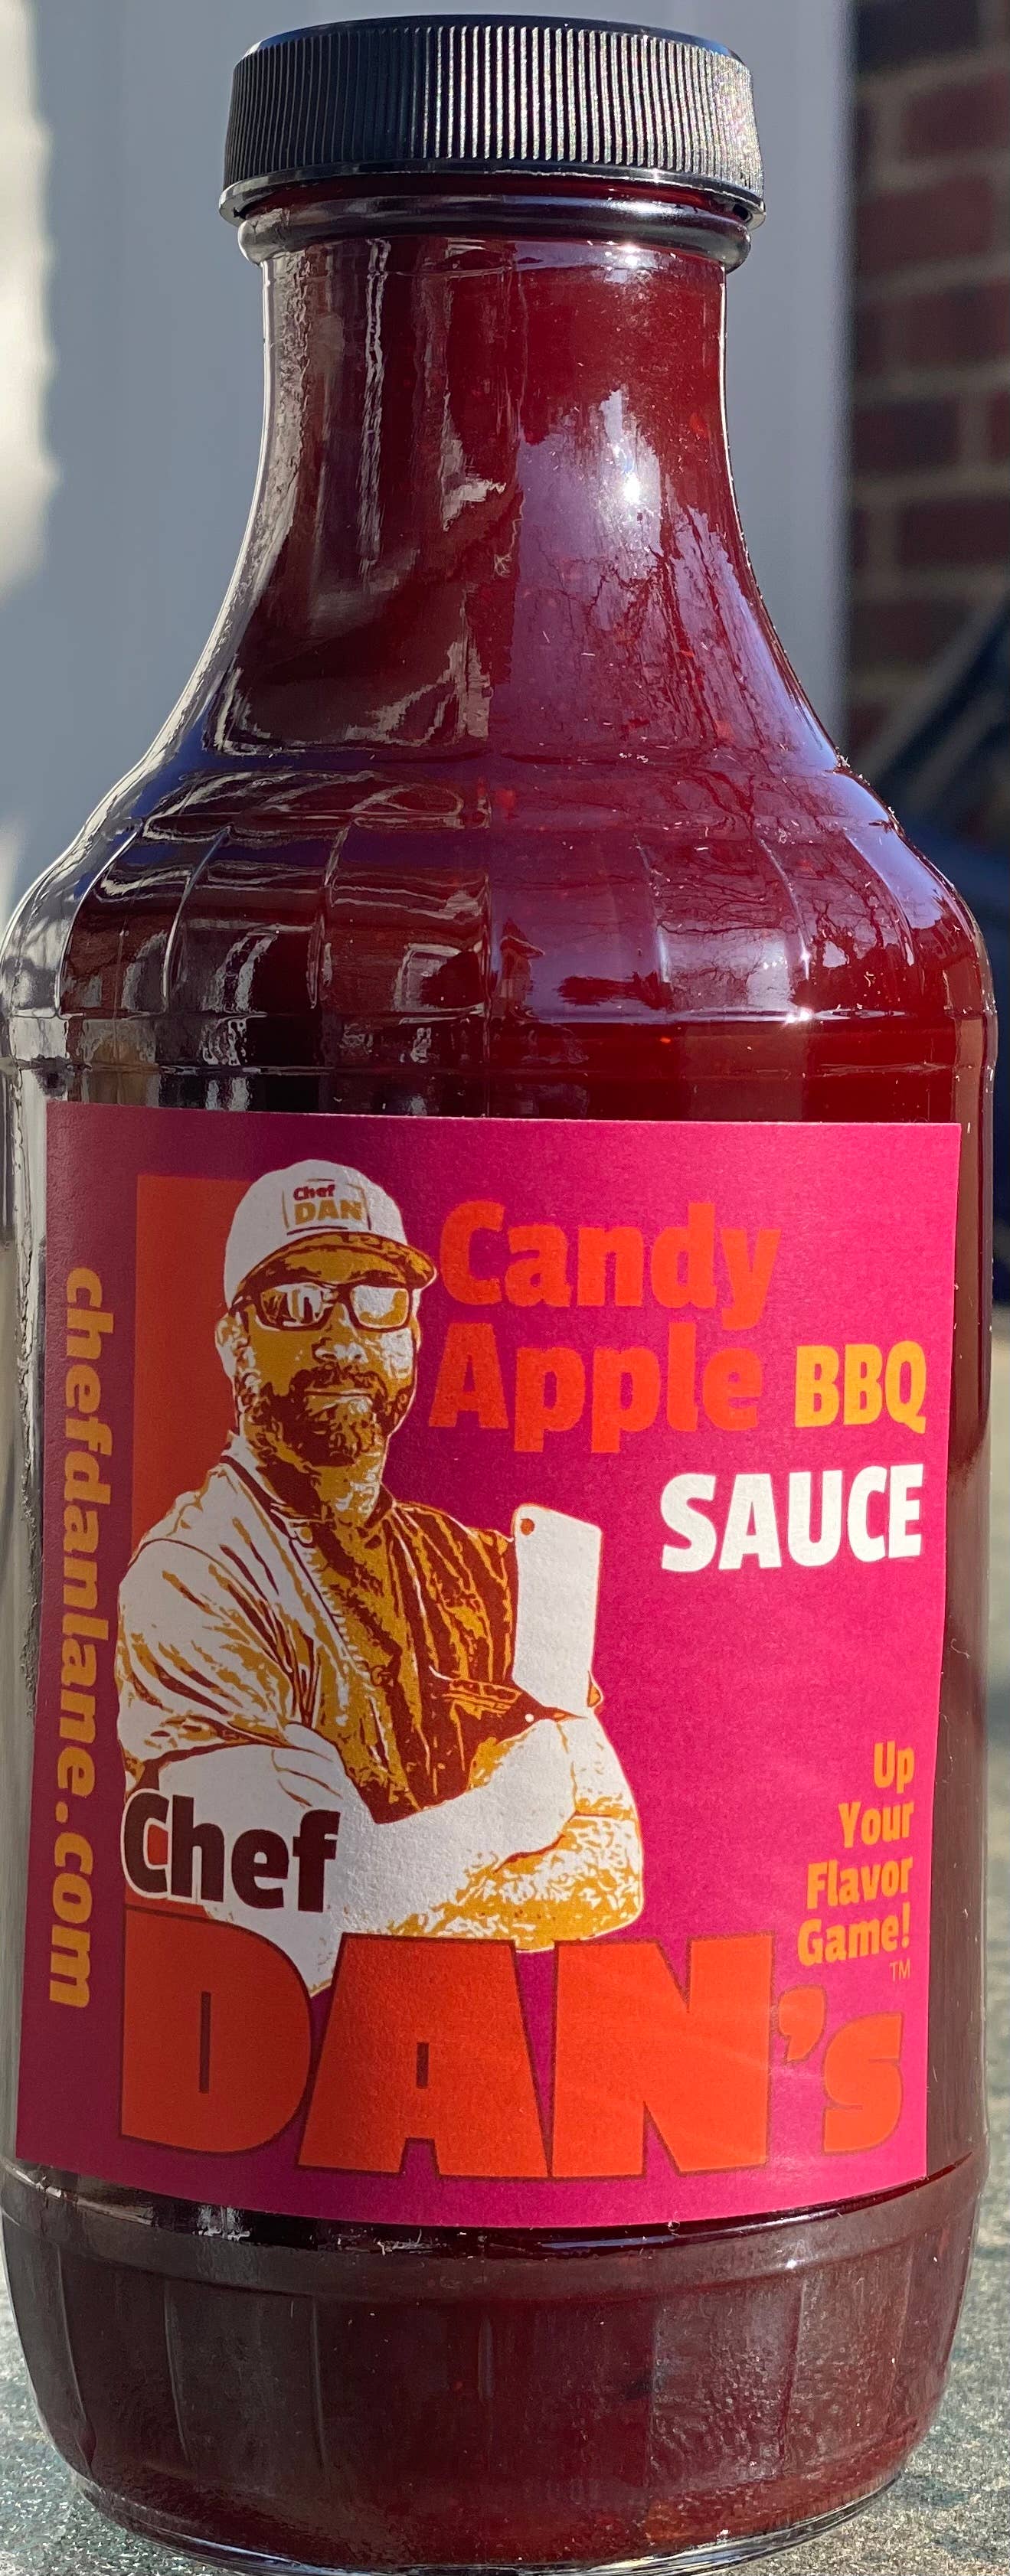 Chef
DAN
Candy
Apple BBQ
SAUCE
chefdanlane.com
Up
Your
Flavor
Game!
TM
Chef
DAN's